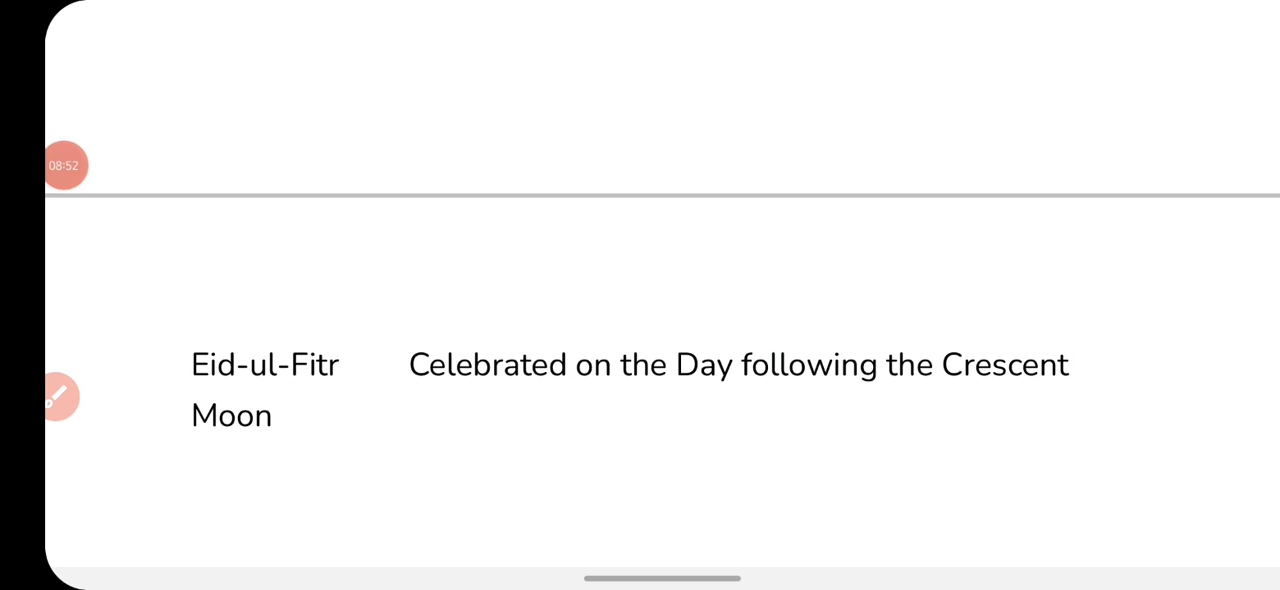 08:52
Eid-ul-Fitr Celebrated on the Day following the Crescent
Moon